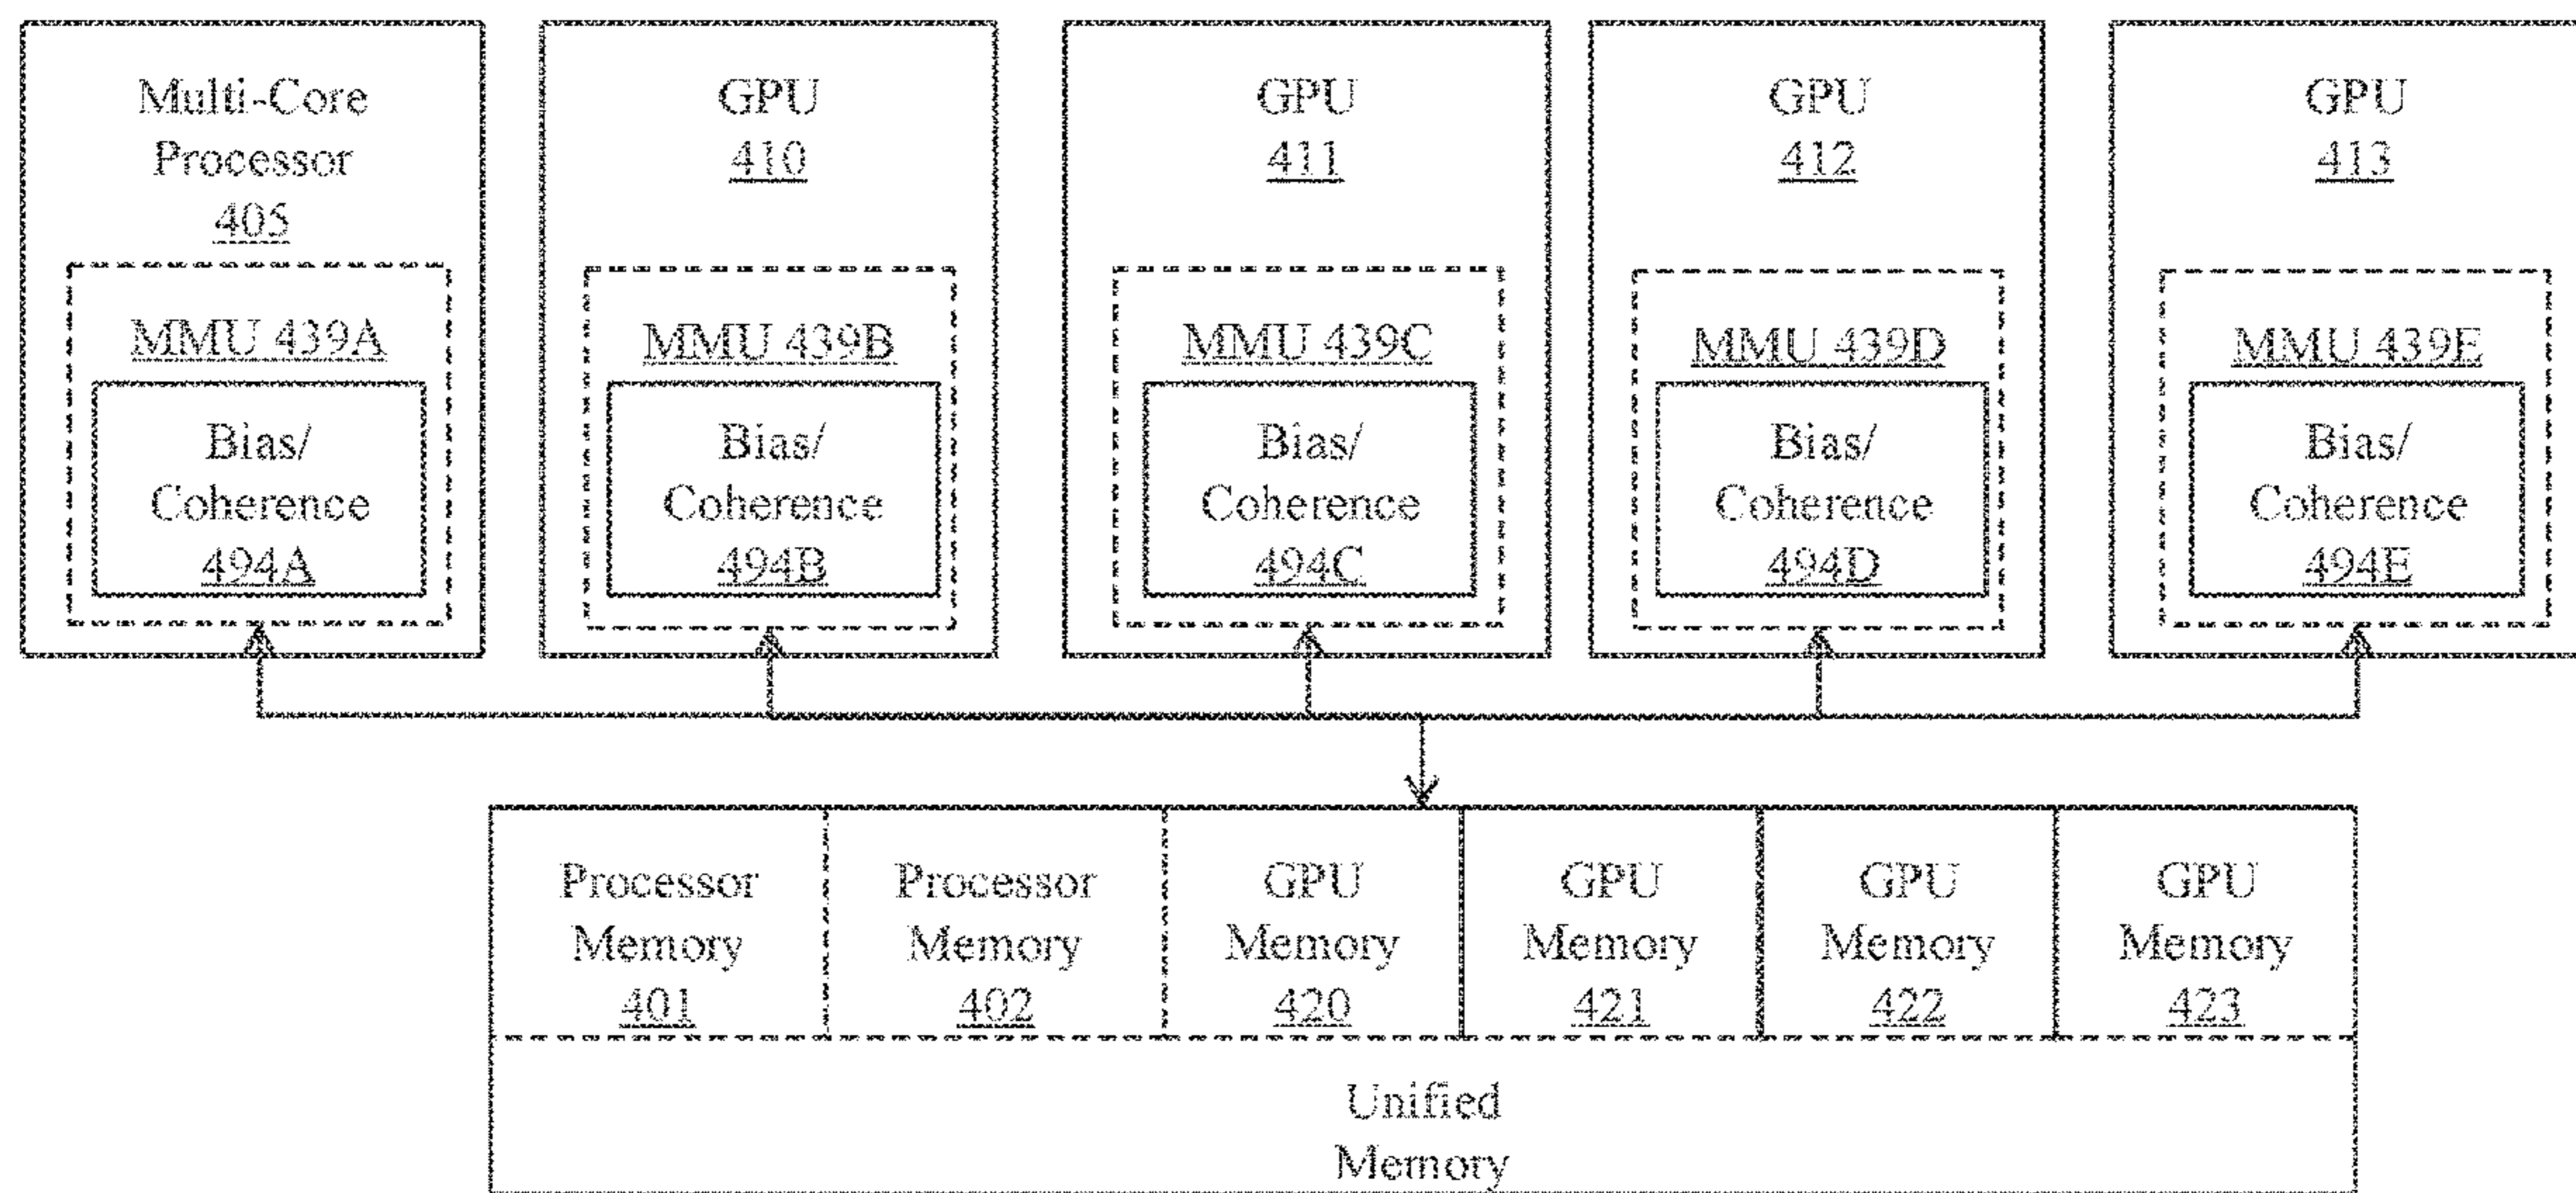 Multi-Core
Processor
405
MMU 439A
Bias/
Coherence
494A
GPU
410
MMU 439B
Bias/
Coherence
494B
GPU
411
MMU 439C
Bias/
Coherence
494C
GPU
412
MMU 439D
Bias/
Coherence
494D
GPU
413
MMU 439E
Bias/
Coherence
494E
Processor
Memory
401
Processor
Memory
402
GPU
Memory
420
GPU
Memory
421
GPU
Memory
422
GPU
Memory
423
Unified
Memory